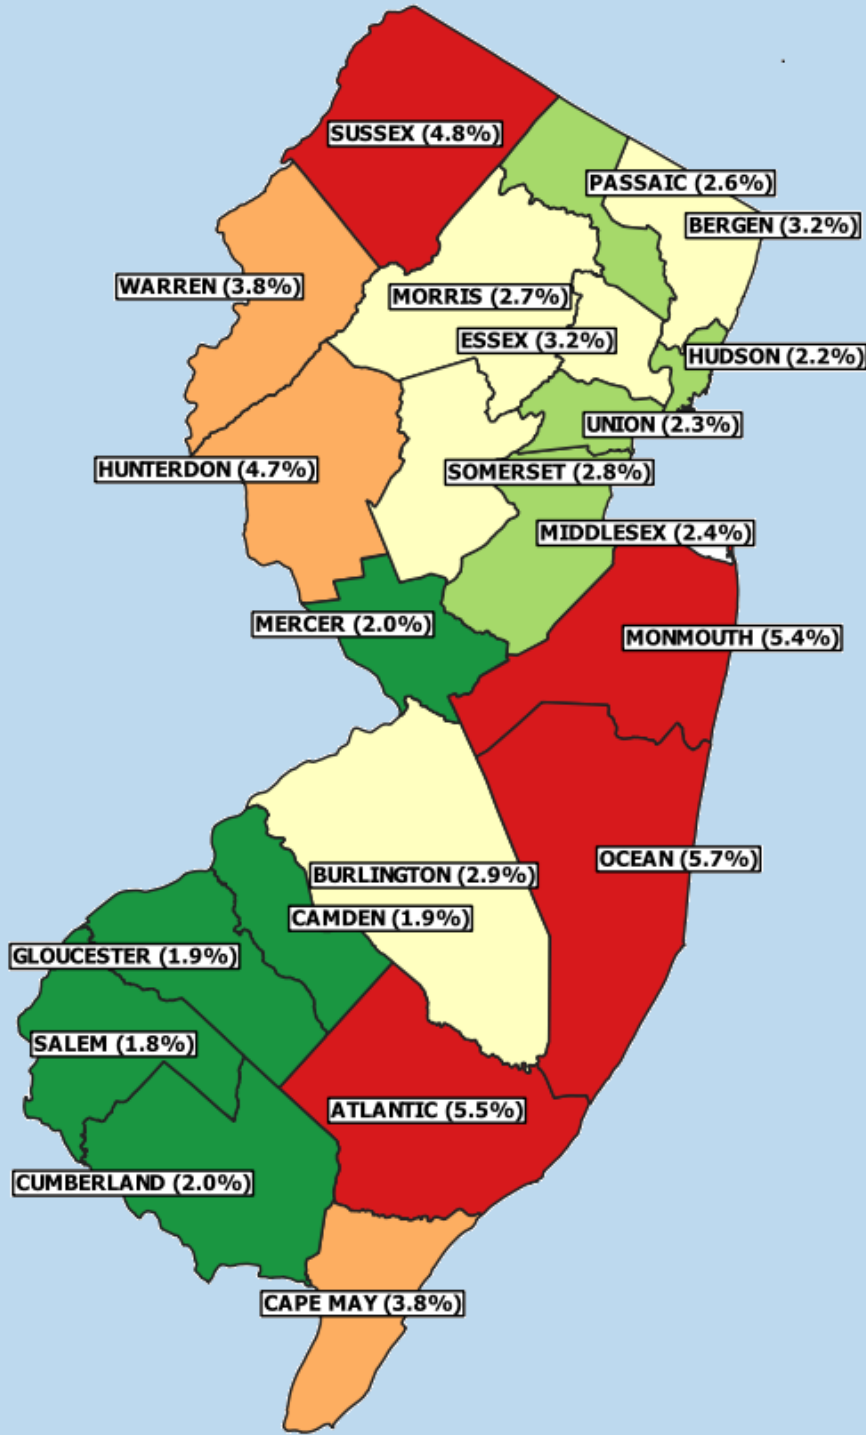 SUSSEX (4.8%)
PASSAIC (2.6%)
BERGEN (3.2%)
WARREN (3.8%)
MORRIS (2.7%)
ESSEX (3.2%)
HUDSON (2.2%)
UNION (2.3%)
HUNTERDON (4.7%)
SOMERSET (2.8%)
MIDDLESEX (2.4%)
MERCER (2.0%)
MONMOUTH (5.4%)
OCEAN (5.7%)
BURLINGTON (2.9%)
CAMDEN (1.9%)
GLOUCESTER (1.9%)
SALEM (1.8%)
ATLANTIC (5.5%)
CUMBERLAND (2.0%)
CAPE MAY (3.8%)